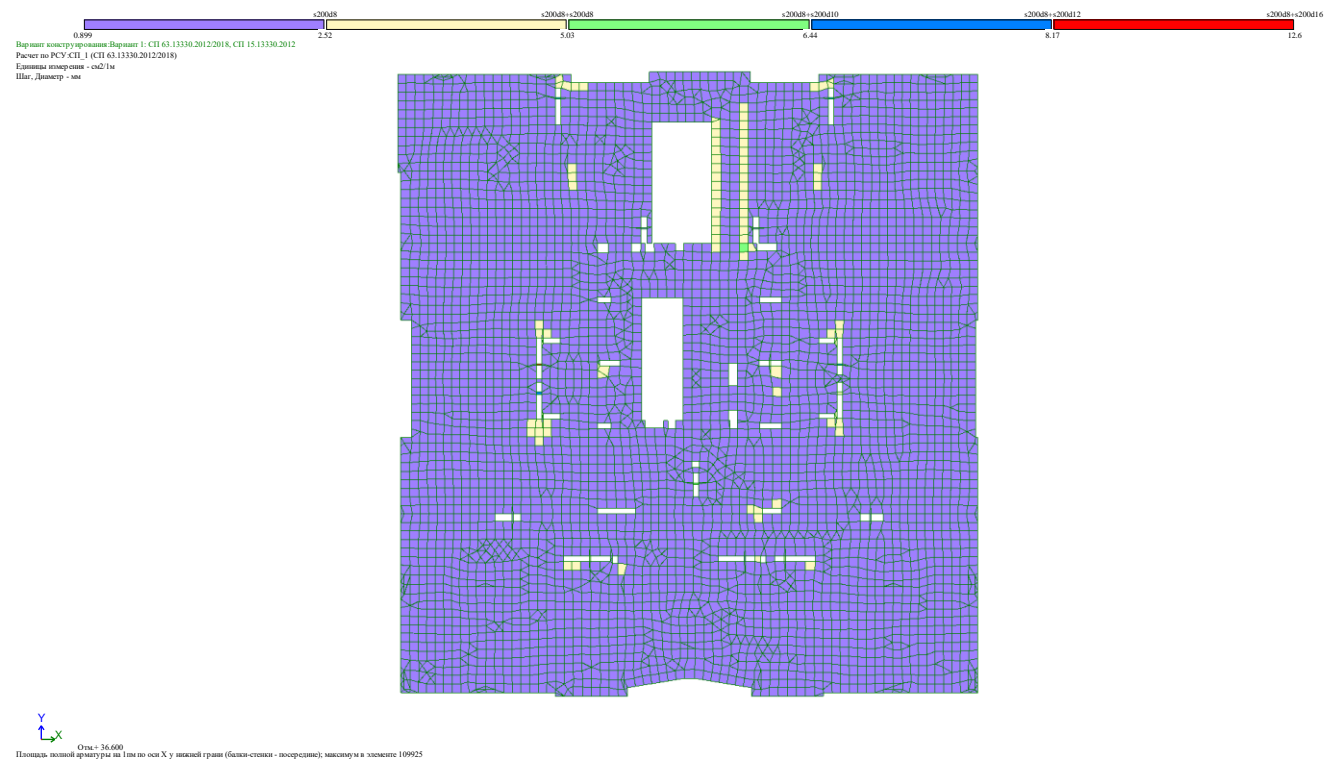 s200d8 s200d8+s200d8 s200d8+s200d10 s200d8+s200d12 s200d8+s200d16
0.899 2.52 5.03 6.44 8.17 12.6
Вариант конструирования:Вариант 1: СП 63.13330.2012/2018, СП 15.13330.2012
Расчет по РСУ:СП_1 (СП 63.13330.2012/2018)
Единицы измерения - см2/1м
Шаг, Диаметр - мм
Y
X
Отм.+ 36.600
Площадь полной арматуры на 1пм по оси X у нижней грани (балки-стенки - посередине); максимум в элементе 109925